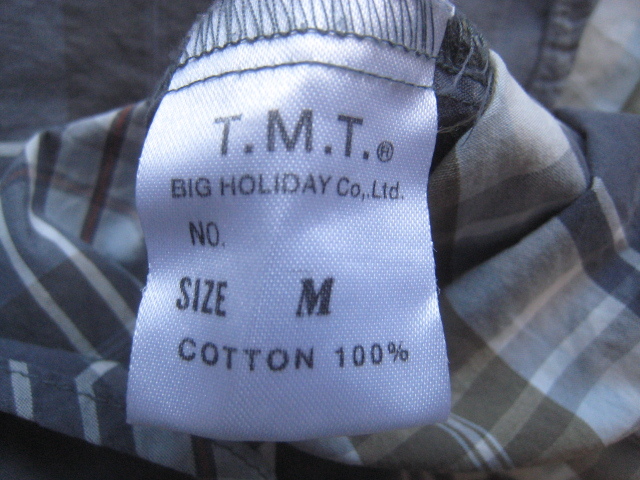 T.M.T.®
BIG HOLIDAY Co,.Ltd.
NO.
SIZE M
COTTON 100%